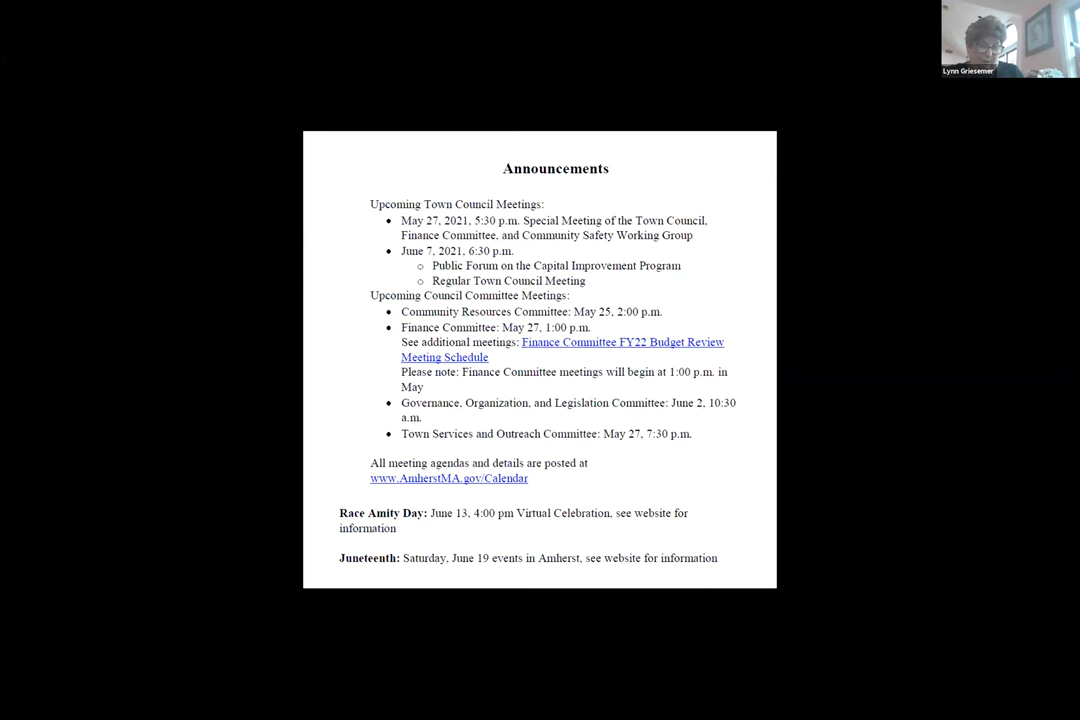 Lynn Griesemer
Announcements
Upcoming Town Council Meetings:
• May 27, 2021, 5:30 p.m. Special Meeting of the Town Council,
Finance Committee, and Community Safety Working Group
• June 7, 2021, 6:30 p.m.
o Public Forum on the Capital Improvement Program
o Regular Town Council Meeting
Upcoming Council Committee Meetings:
• Community Resources Committee: May 25, 2:00 p.m.
• Finance Committee: May 27, 1:00 p.m.
See additional meetings: Finance Committee FY22 Budget Review
Meeting Schedule
Please note: Finance Committee meetings will begin at 1:00 p.m. in
May
• Governance, Organization, and Legislation Committee: June 2, 10:30
a.m.
• Town Services and Outreach Committee: May 27, 7:30 p.m.
All meeting agendas and details are posted at
www.AmherstMA.gov/Calendar
Race Amity Day: June 13, 4:00 pm Virtual Celebration, see website for
information
Juneteenth: Saturday, June 19 events in Amherst, see website for information